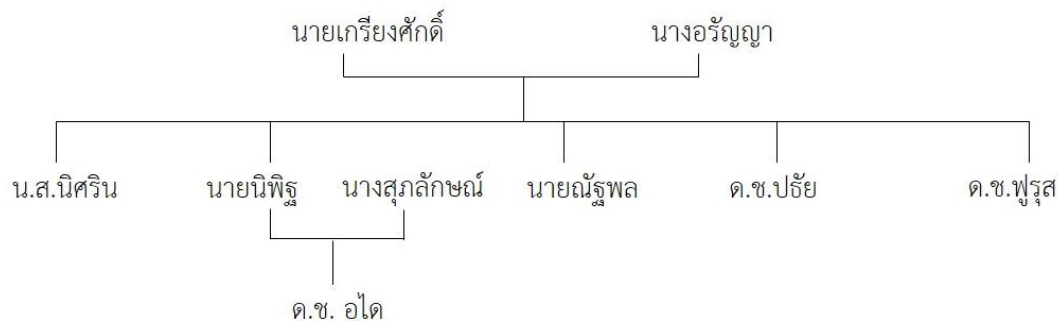 นายเกรียงศักดิ์ นางอรัญญา
น.ส.นิศริน นายนิพิฐ นางสุภลักษณ์ นายณัฐพล ด.ช.ปธัย ด.ช.ฟูรุส
ด.ช. อได